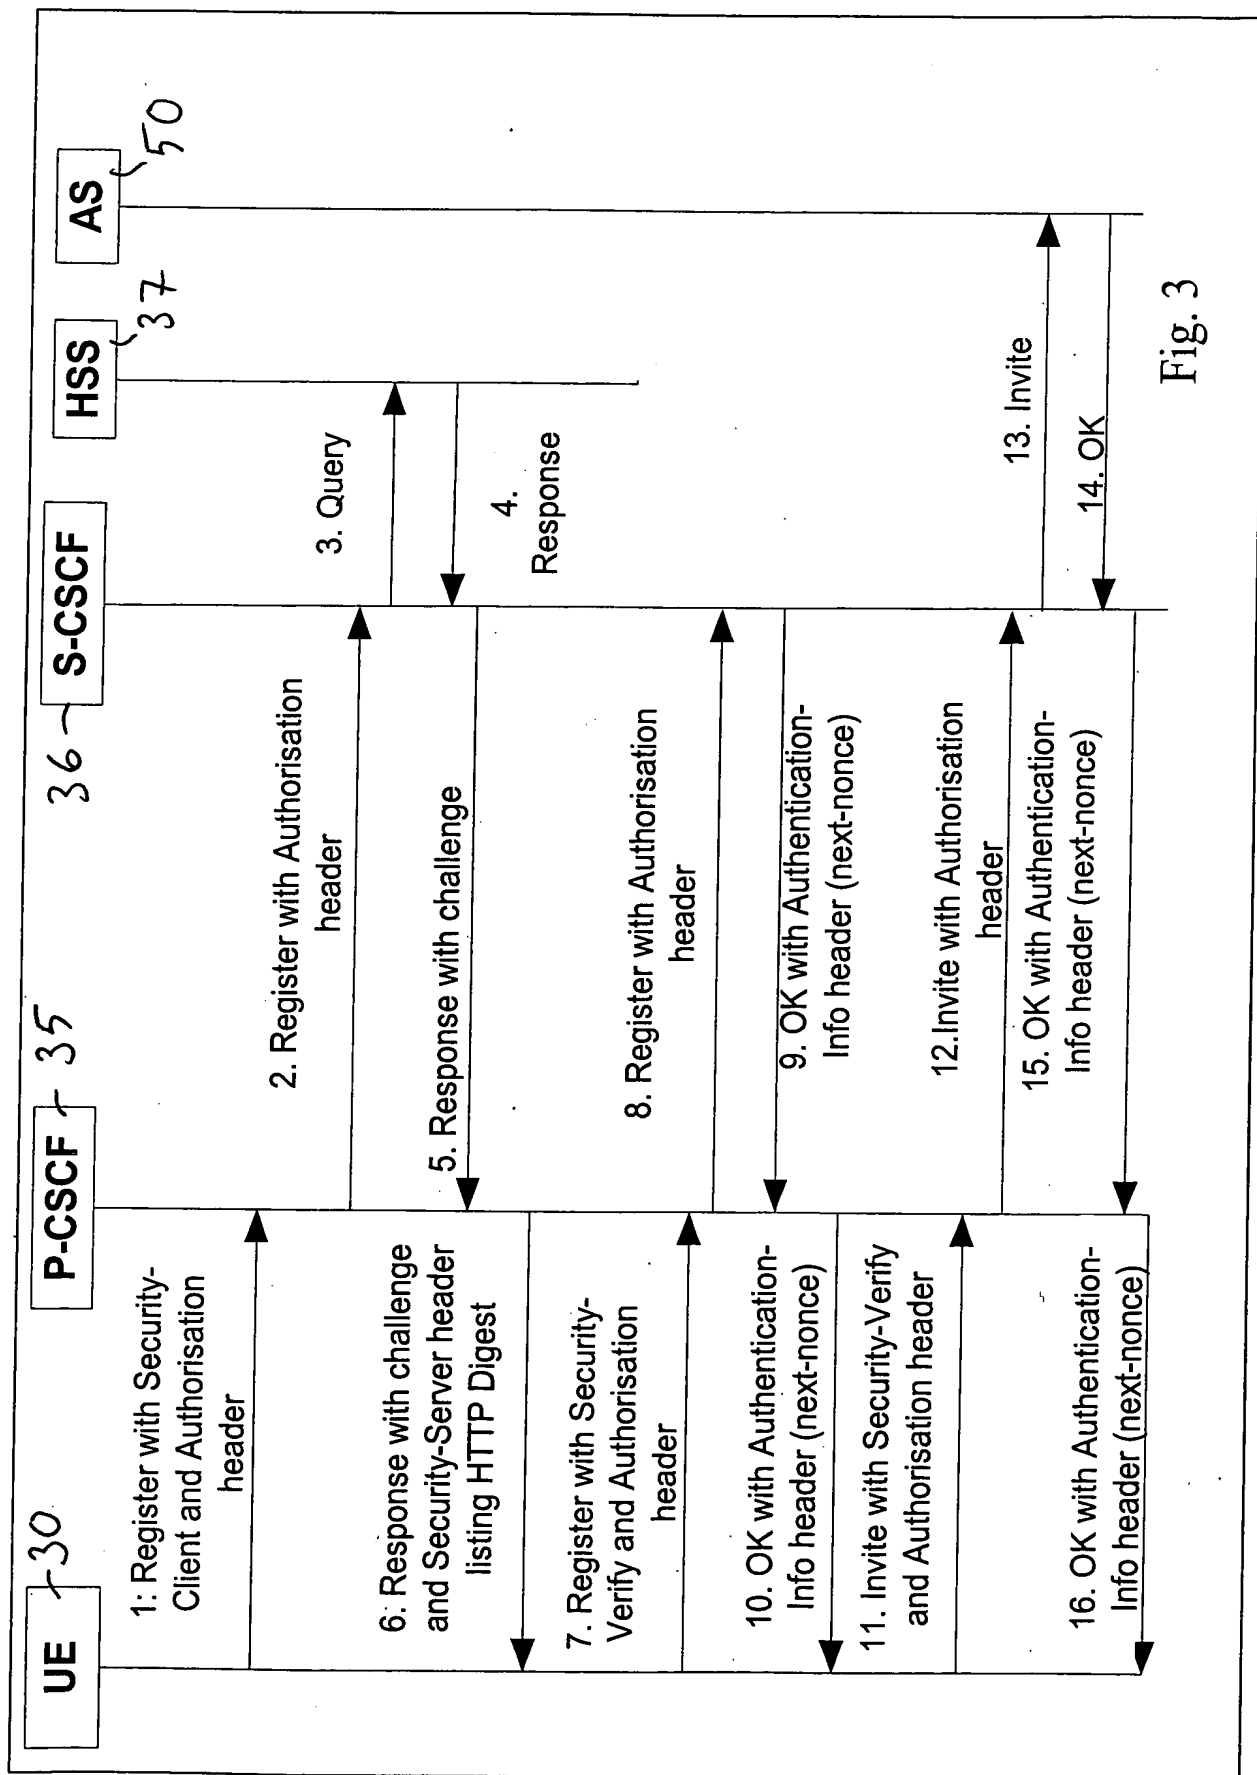 UE
30
P-CSCF
35
36
S-CSCF
HSS
37
AS
50
1: Register with Security-
Client and Authorisation
header
2. Register with Authorisation
header
3. Query
4.
Response
5. Response with challenge
6: Response with challenge
and Security-Server header
listing HTTP Digest
7. Register with Security-
Verify and Authorisation
header
8. Register with Authorisation
header
9. OK with Authentication-
Info header (next-nonce)
10. OK with Authentication-
Info header (next-nonce)
11. Invite with Security-Verify
and Authorisation header
12.Invite with Authorisation
header
13. Invite
14. OK
15. OK with Authentication-
Info header (next-nonce)
16. OK with Authentication-
Info header (next-nonce)
Fig. 3